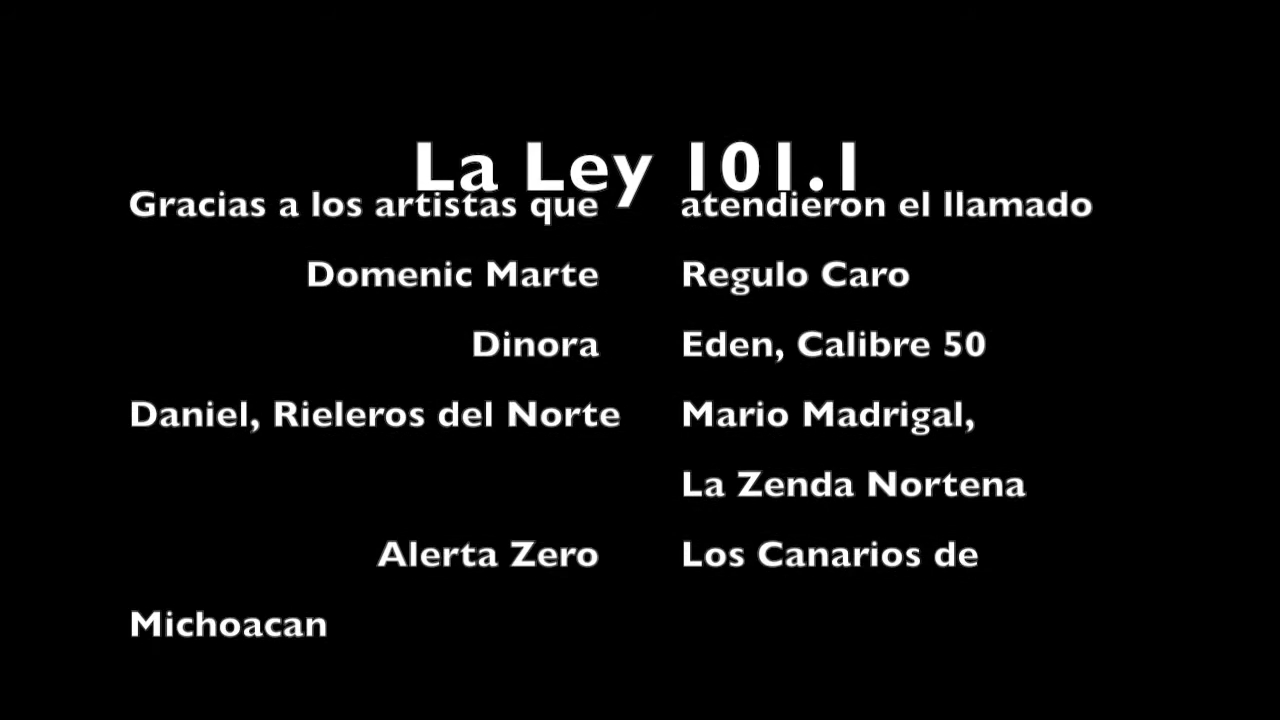 La Ley 101.1
Gracias a los artistas que atendieron el llamado
Domenic Marte Regulo Caro
Dinora Eden, Calibre 50
Daniel, Rieleros del Norte Mario Madrigal,
La Zenda Nortena
Alerta Zero Los Canarios de
Michoacan